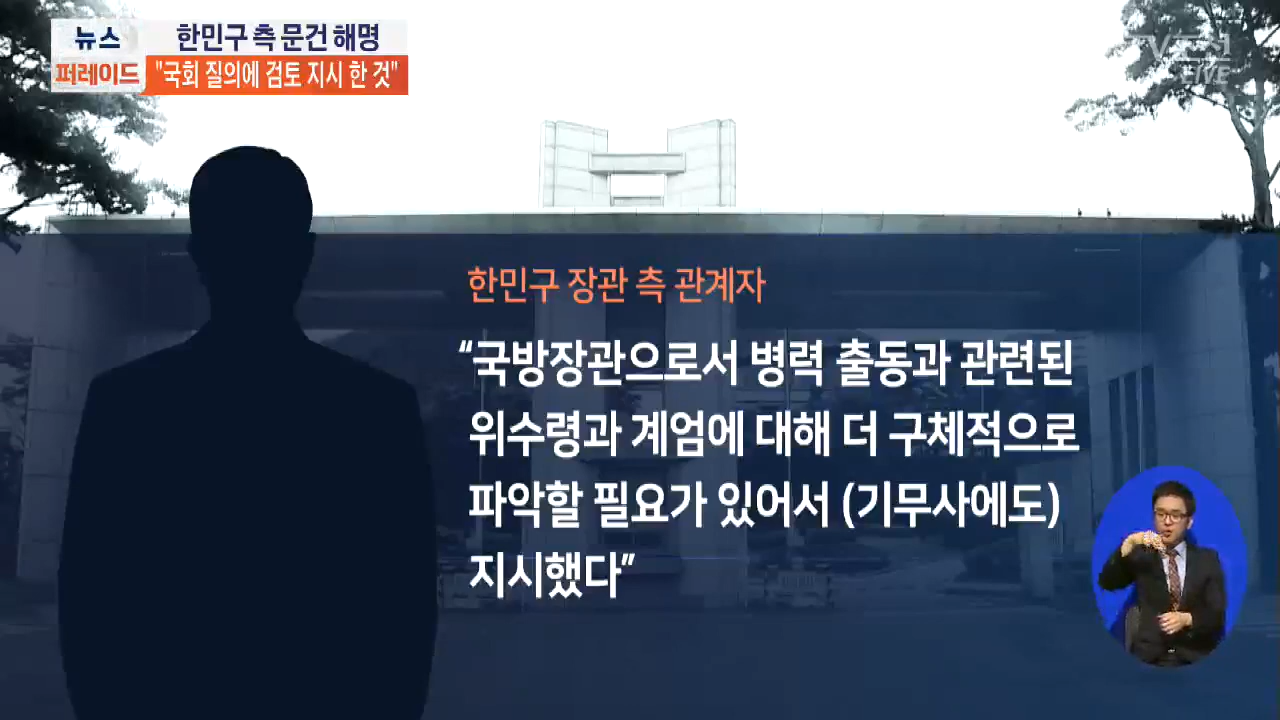 뉴스
퍼레이드
한민구 측 문건 해명
"국회 질의에 검토 지시 한 것"
TV조선
LIVE
한민구 장관 측 관계자
“국방장관으로서 병력 출동과 관련된
위수령과 계엄에 대해 더 구체적으로
파악할 필요가 있어서 (기무사에도)
지시했다”